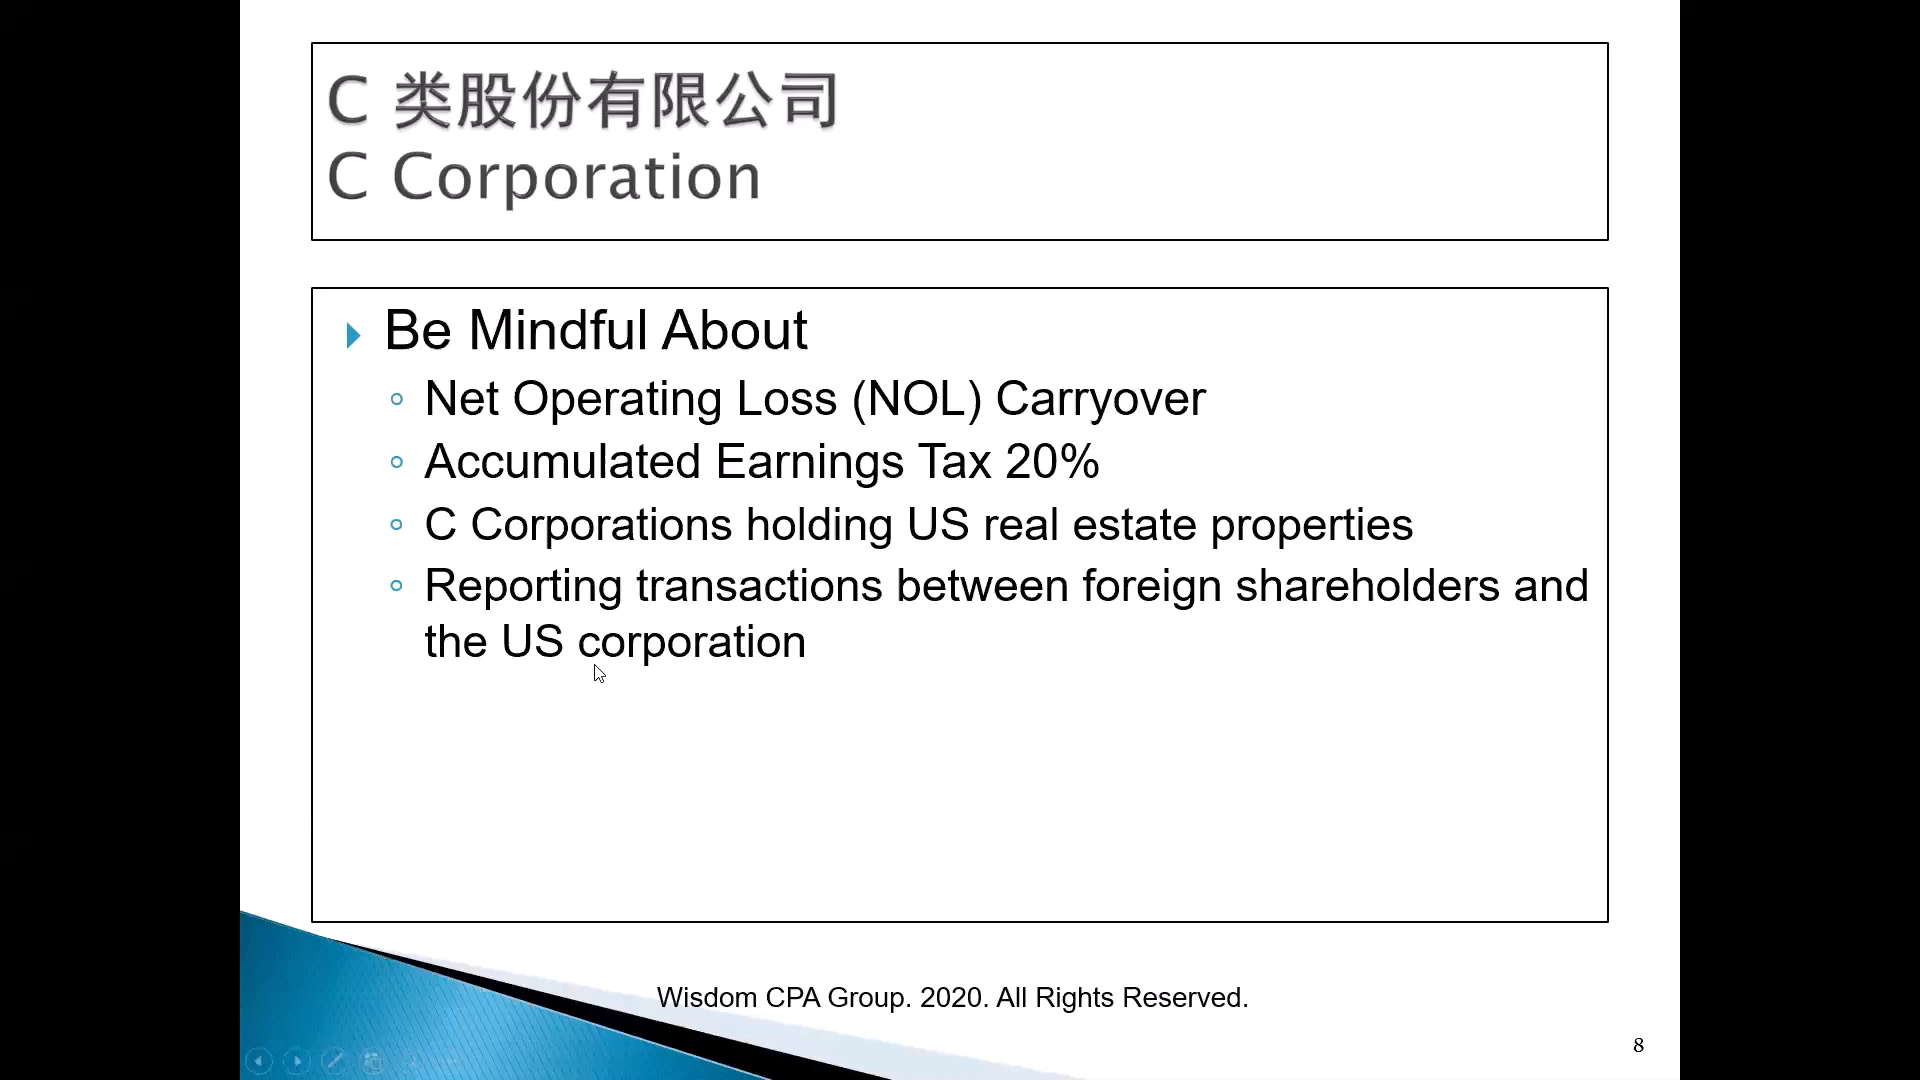 C 类股份有限公司
C Corporation
Be Mindful About
Net Operating Loss (NOL) Carryover
Accumulated Earnings Tax 20%
C Corporations holding US real estate properties
Reporting transactions between foreign shareholders and
the US corporation
Wisdom CPA Group. 2020. All Rights Reserved.
8